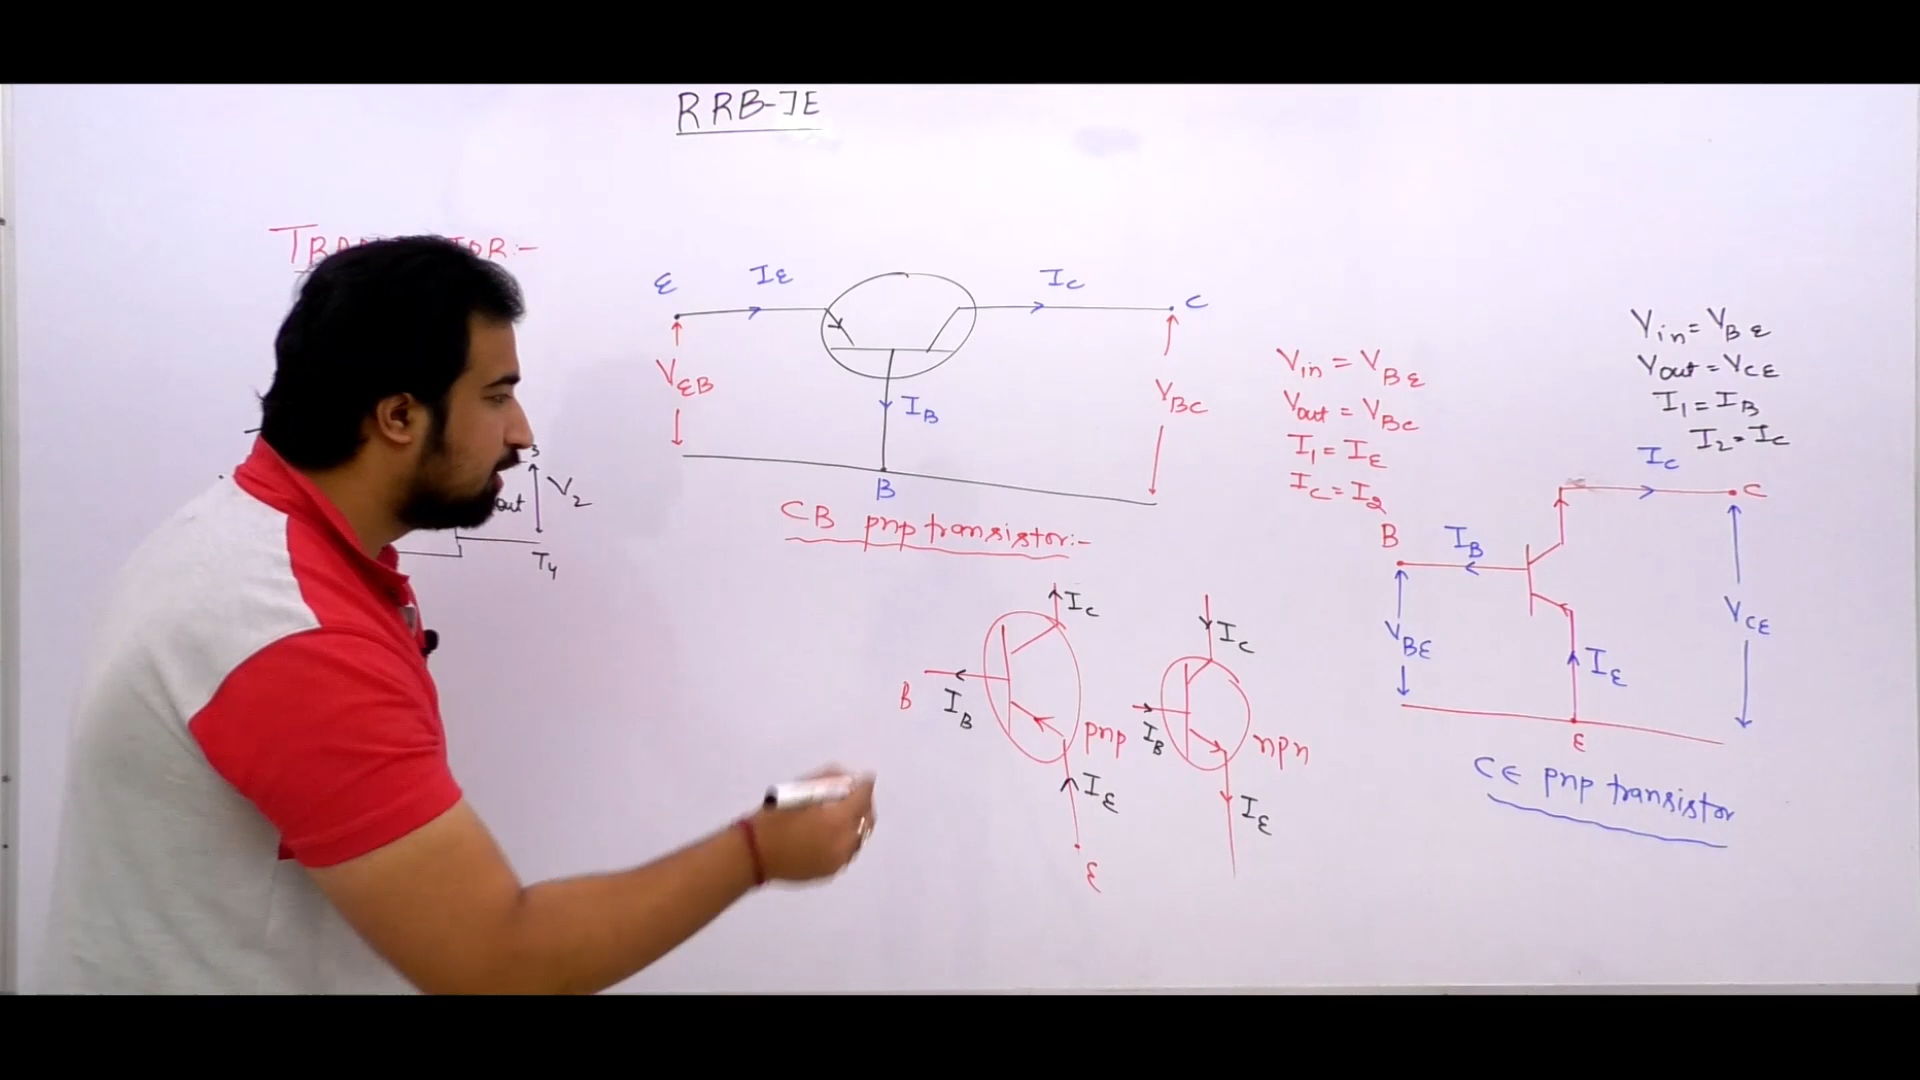 RRB-JE
TRANSISTOR:-
V2
out
T4
E
IE
IC
C
VEB
VBC
IB
B
CB pnp transistor:-
Vin = VBE
Vout = VBC
I1 = IE
IC = I2
Vin = VBE
Vout = VCE
I1 = IB
I2 = IC
IC
C
B
IB
VBE
VCE
IE
E
CE pnp transistor
IC
B
IB
pnp
IE
E
IC
IB
npn
IE